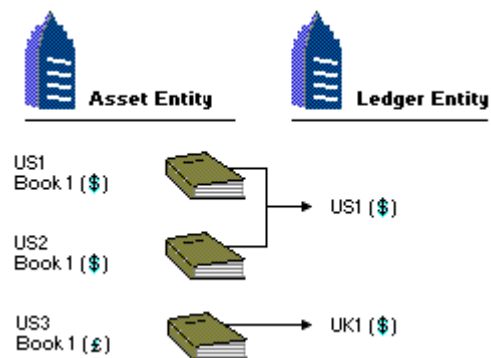 Asset Entity
Ledger Entity
US1
Book 1 ($)
US1 ($)
US2
Book 1 ($)
US3
Book 1 (£)
UK1 ($)